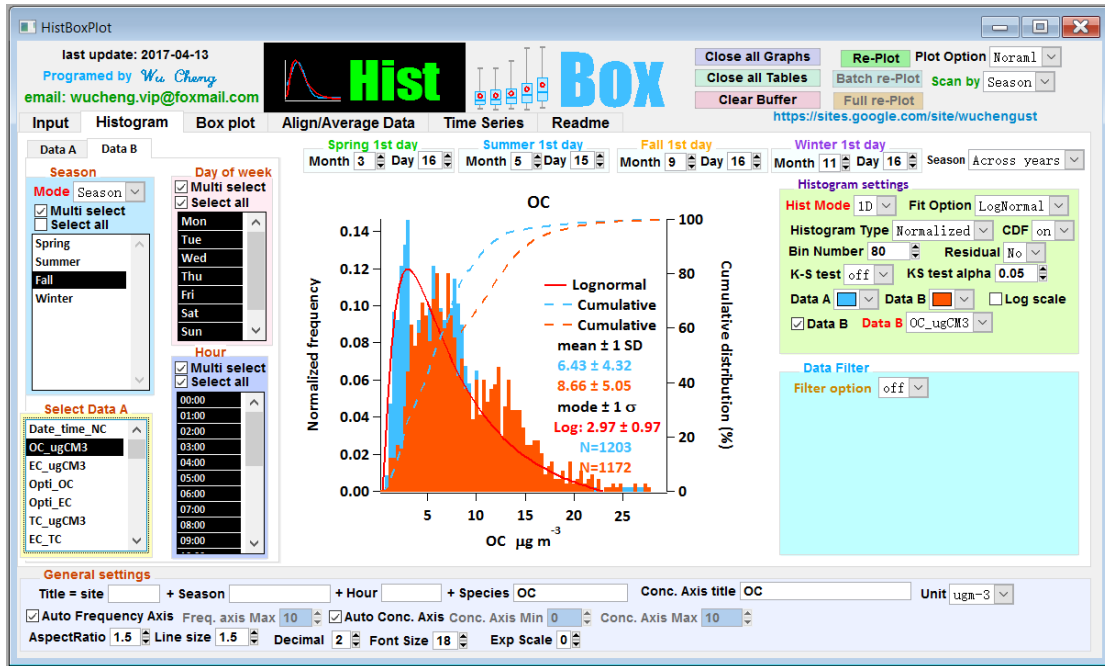 HistBoxPlot
last update: 2017-04-13
Programed by Wu Cheng
email: wucheng.vip@foxmail.com
Hist Box
Close all Graphs
Close all Tables
Clear Buffer
Re-Plot
Batch re-Plot
Full re-Plot
Plot Option Noraml
Scan by Season
https://sites.google.com/site/wuchengust
Input Histogram Box plot Align/Average Data Time Series Readme
Data A Data B
Spring 1st day Summer 1st day Fall 1st day Winter 1st day
Month 3 Day 16 Month 5 Day 15 Month 9 Day 16 Month 11 Day 16 Season Across years
Season
Mode Season
Multi select
Select all
Spring
Summer
Fall
Winter
Day of week
Multi select
Select all
Mon
Tue
Wed
Thu
Fri
Sat
Sun
Select Data A
Date_time_NC
OC_ugCM3
EC_ugCM3
Opti_OC
Opti_EC
TC_ugCM3
EC_TC
Hour
Multi select
Select all
00:00
01:00
02:00
03:00
04:00
05:00
06:00
07:00
08:00
09:00
OC
Normalized frequency
0.14
0.12
0.10
0.08
0.06
0.04
0.02
0.00
5 10 15 20 25
OC μg m-3
100
80
60
40
20
0
Cumulative distribution (%)
Lognormal
Cumulative
Cumulative
mean ± 1 SD
6.43 ± 4.32
8.66 ± 5.05
mode ± 1 σ
Log: 2.97 ± 0.97
N=1203
N=1172
Histogram settings
Hist Mode 1D Fit Option LogNormal
Histogram Type Normalized CDF on
Bin Number 80 Residual No
K-S test off KS test alpha 0.05
Data A Data B Log scale
Data B Data B OC_ugCM3
Data Filter
Filter option off
General settings
Title = site + Season + Hour + Species OC Conc. Axis title OC Unit ugm-3
Auto Frequency Axis Freq. axis Max 10 Auto Conc. Axis Conc. Axis Min 0 Conc. Axis Max 10
AspectRatio 1.5 Line size 1.5 Decimal 2 Font Size 18 Exp Scale 0